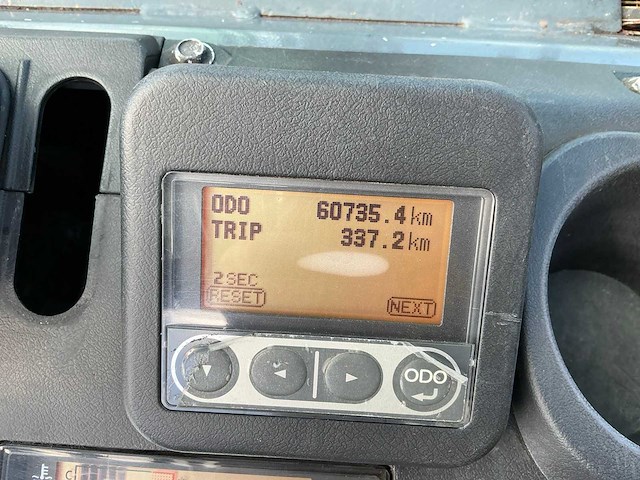 ODO 60735.4km
TRIP 337.2km
2SEC
RESET NEXT
ODO
C